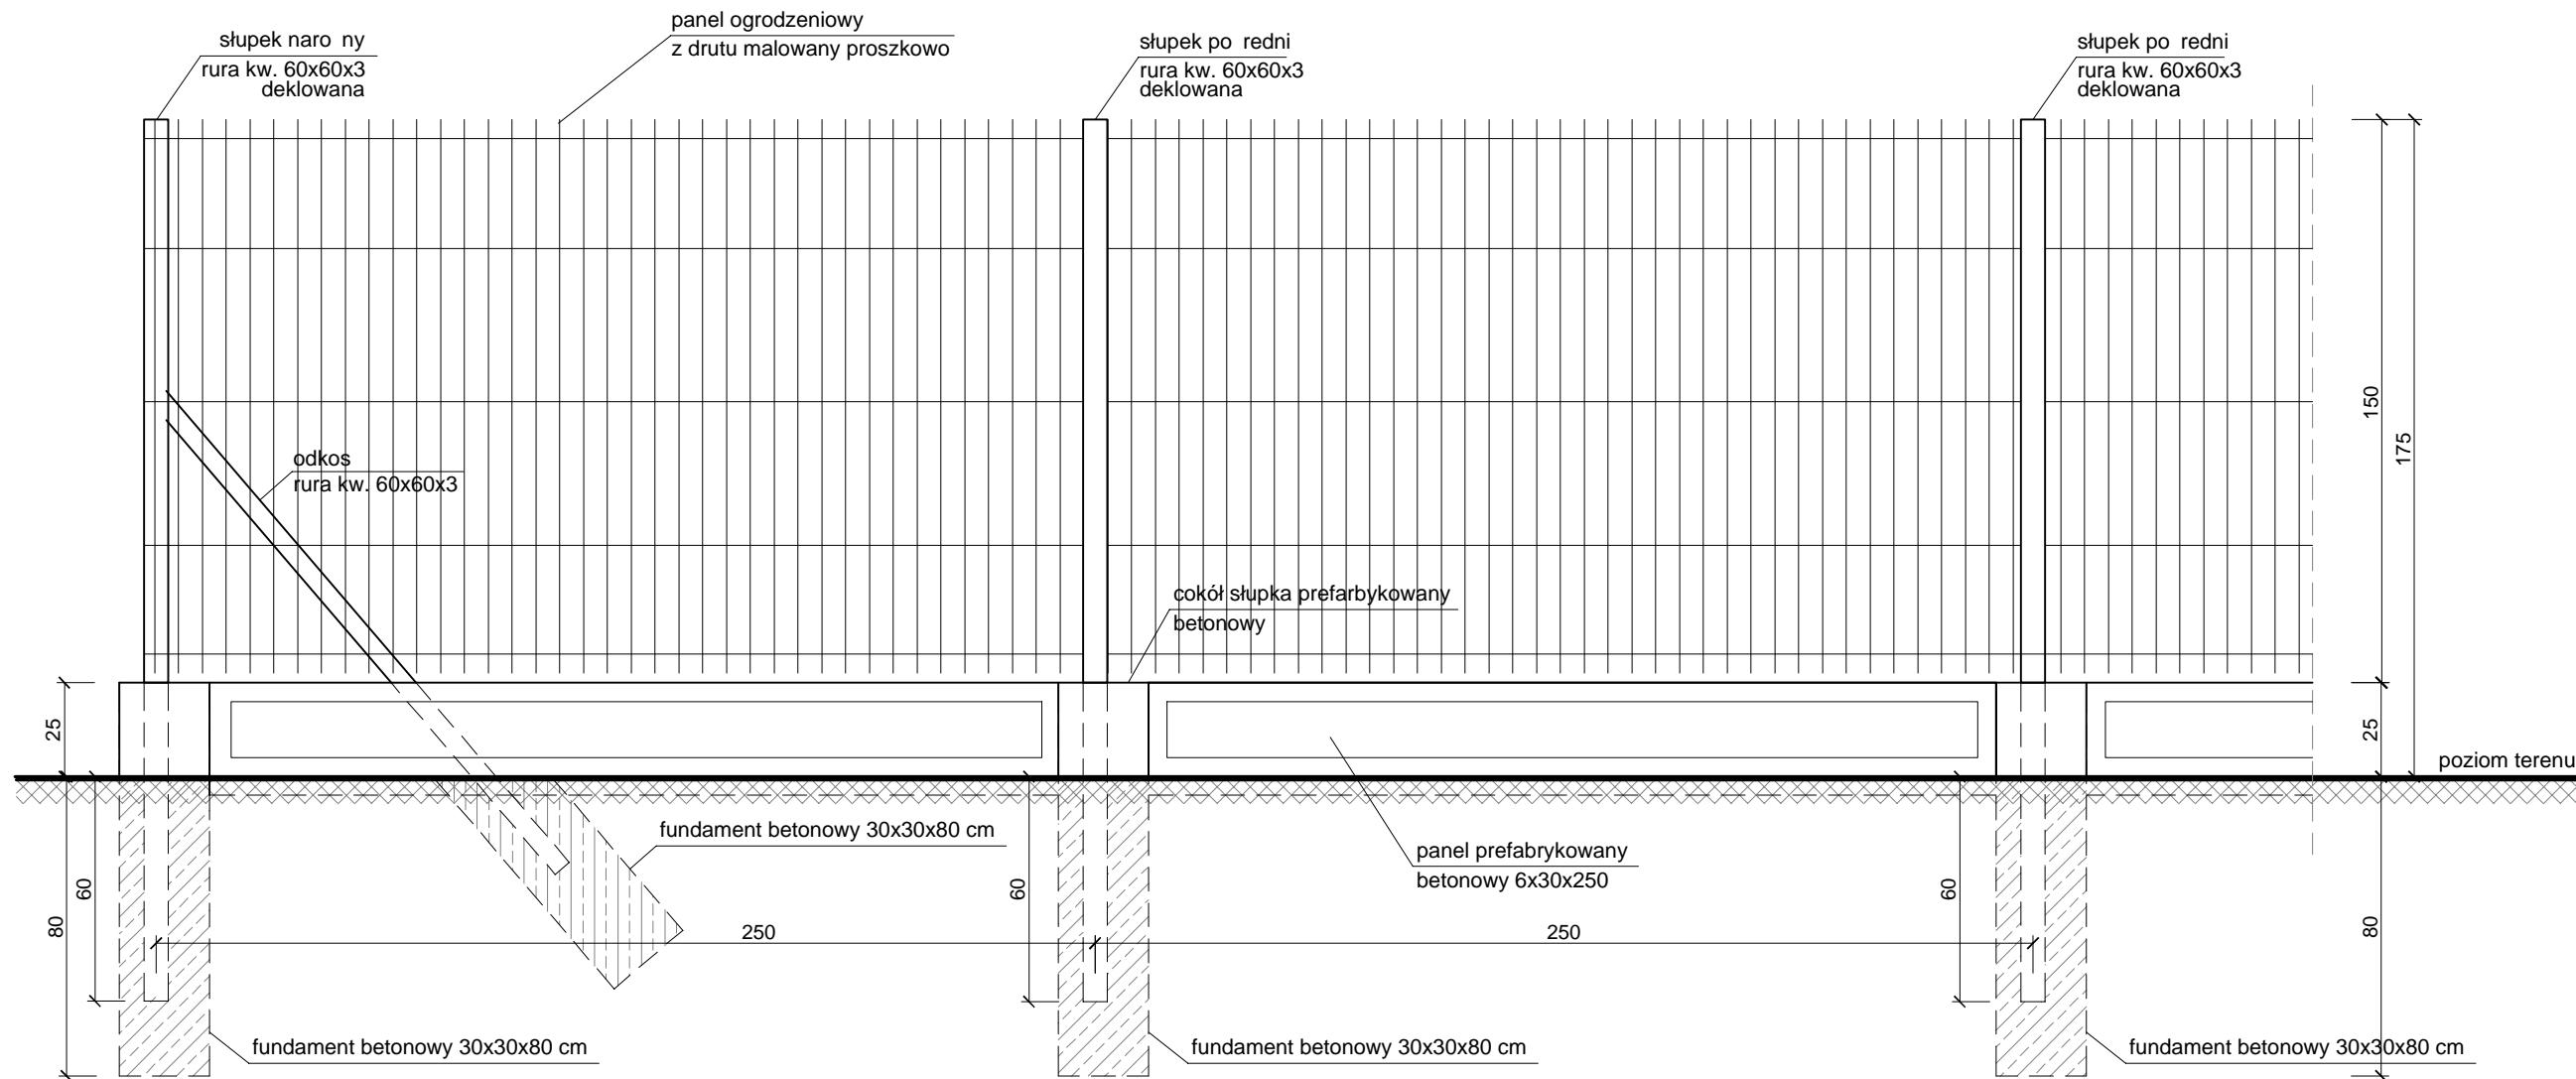 panel ogrodzeniowy
z drutu malowany proszkowo
słupek naro ny
rura kw. 60x60x3
deklowana
słupek po redni
rura kw. 60x60x3
deklowana
słupek po redni
rura kw. 60x60x3
deklowana
150
175
odkos
rura kw. 60x60x3
cokół słupka prefarbykowany
betonowy
25
25
poziom terenu
fundament betonowy 30x30x80 cm
panel prefabrykowany
betonowy 6x30x250
60
60
60
80
80
250
250
fundament betonowy 30x30x80 cm
fundament betonowy 30x30x80 cm
fundament betonowy 30x30x80 cm